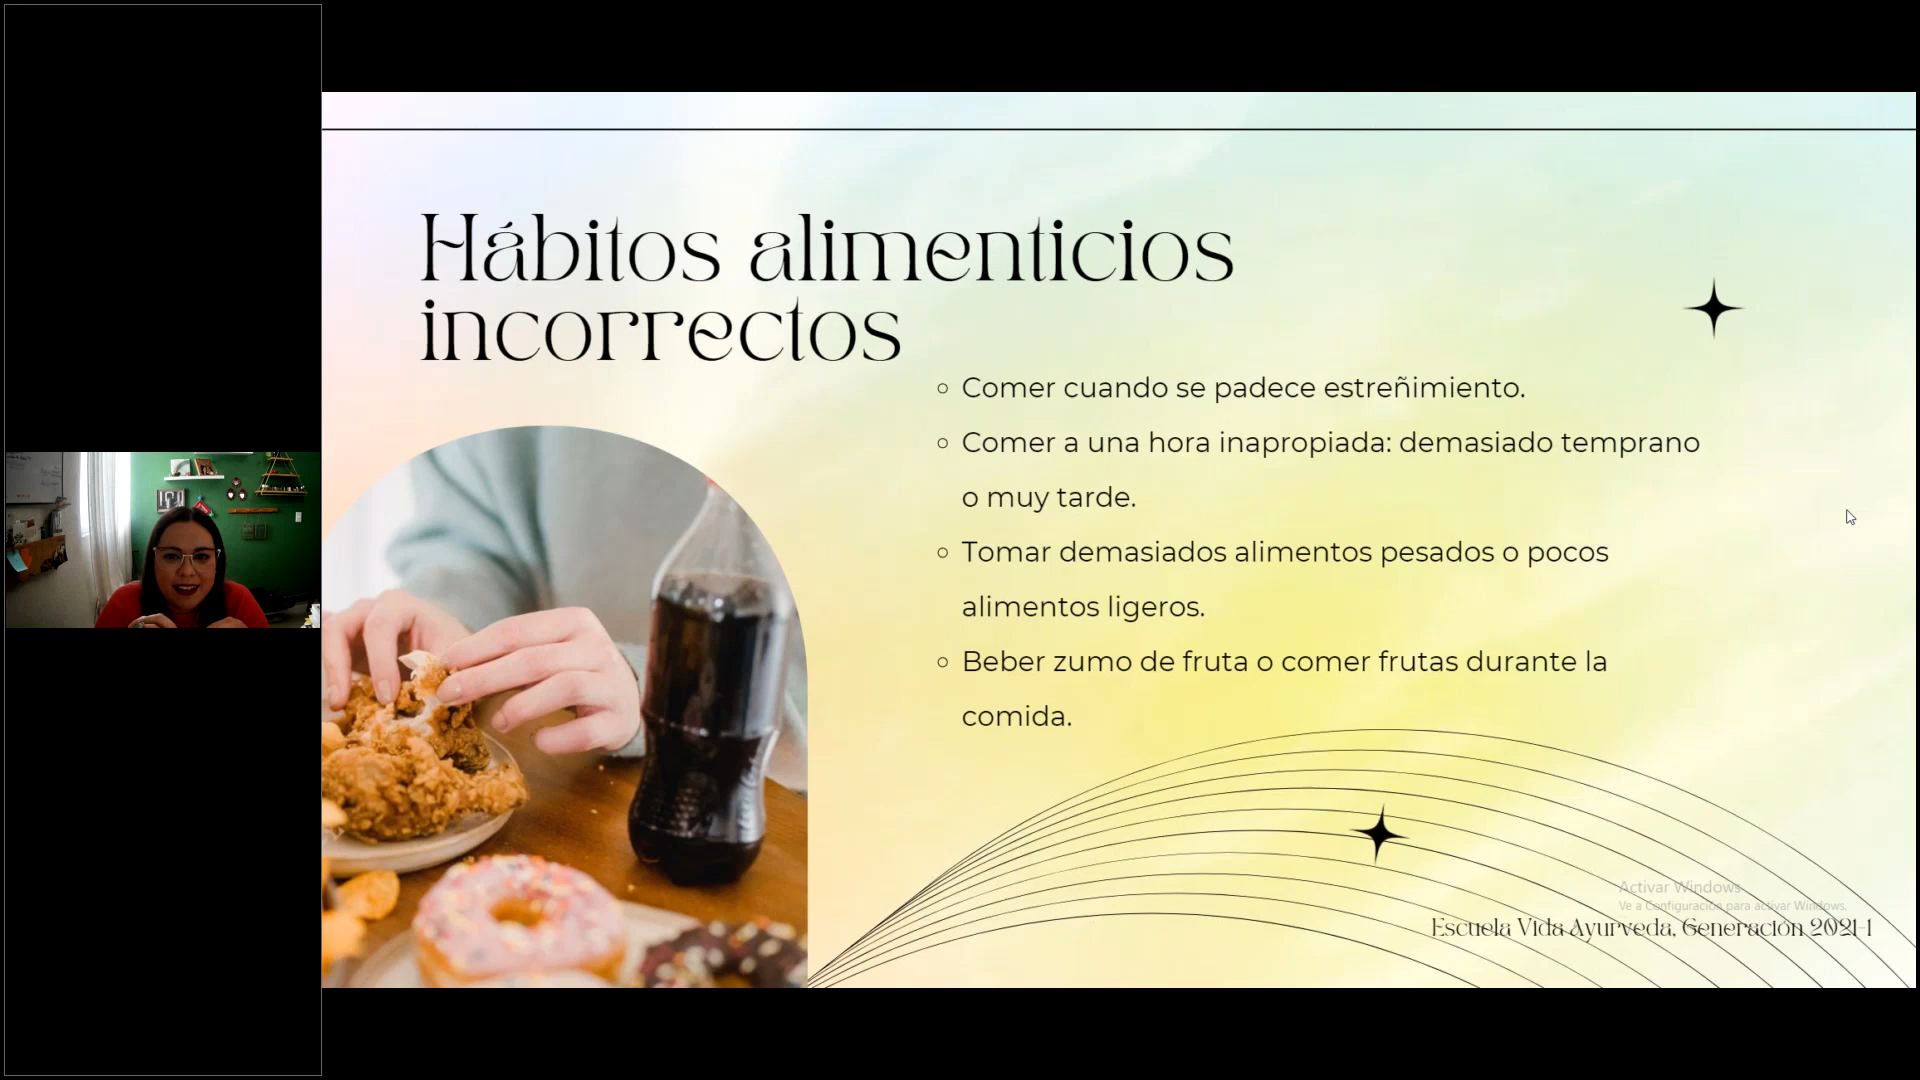 Hábitos alimenticios
incorrectos
Comer cuando se padece estreñimiento.
Comer a una hora inapropiada: demasiado temprano
o muy tarde.
Tomar demasiados alimentos pesados o pocos
alimentos ligeros.
Beber zumo de fruta o comer frutas durante la
comida.
Activar Windows
Ve a Configuración para activar Windows.
Escuela Vida Ayurveda, Generación 2021-1